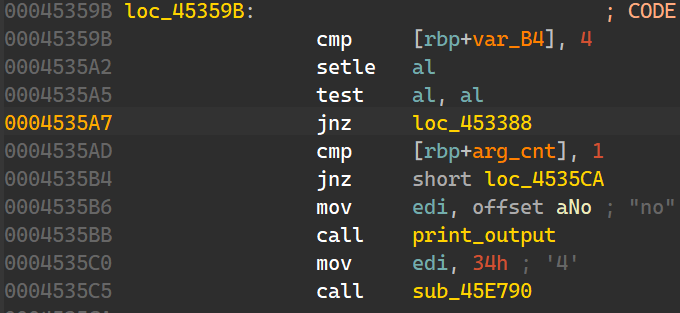 00045359B loc_45359B: ; CODE
00045359B cmp [rbp+var_B4], 4
0004535A2 setle al
0004535A5 test al, al
0004535A7 jnz loc_453388
0004535AD cmp [rbp+arg_cnt], 1
0004535B4 jnz short loc_4535CA
0004535B6 mov edi, offset aNo ; "no"
0004535BB call print_output
0004535C0 mov edi, 34h ; '4'
0004535C5 call sub_45E790